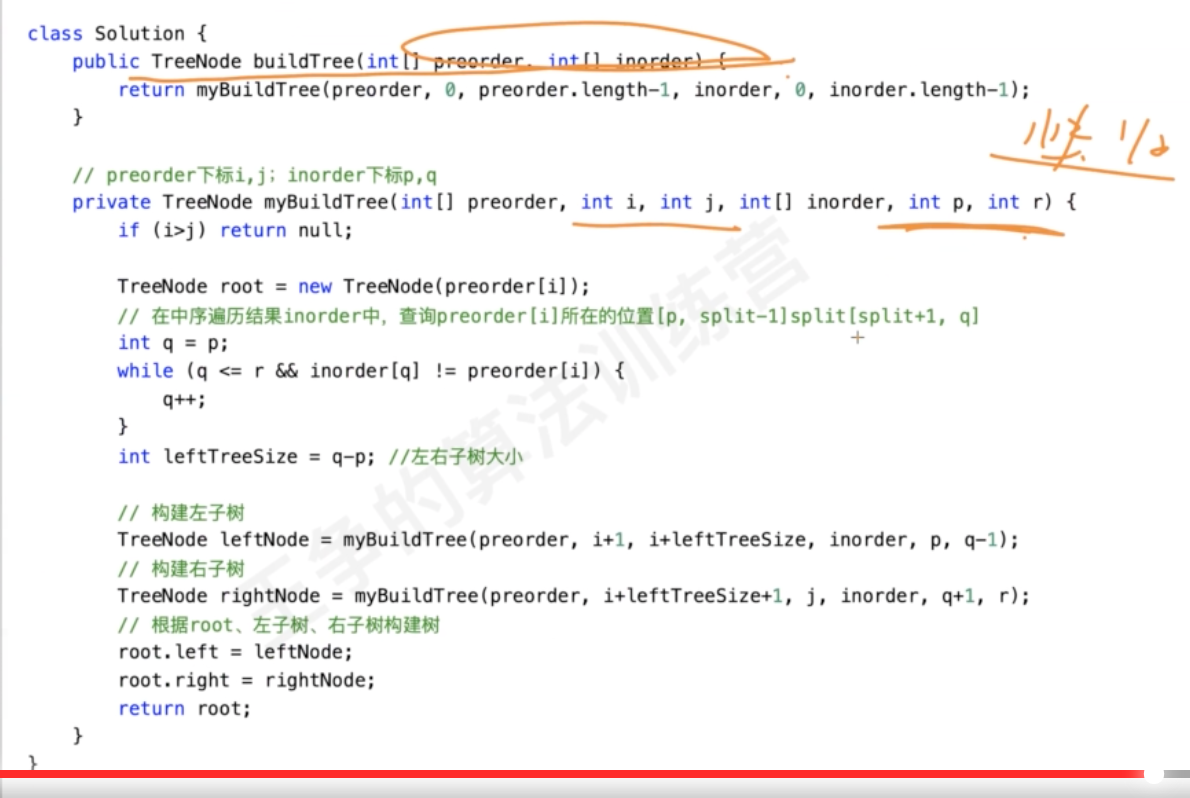 class Solution {
public TreeNode buildTree(int[] preorder, int[] inorder) {
return myBuildTree(preorder, 0, preorder.length-1, inorder, 0, inorder.length-1);
}
// preorder下标i,j；inorder下标p,q
private TreeNode myBuildTree(int[] preorder, int i, int j, int[] inorder, int p, int r) {
if (i>j) return null;
TreeNode root = new TreeNode(preorder[i]);
// 在中序遍历结果inorder中，查询preorder[i]所在的位置[p, split-1]split[split+1, q]
int q = p;
while (q <= r && inorder[q] != preorder[i]) {
q++;
}
int leftTreeSize = q-p; //左右子树大小
// 构建左子树
TreeNode leftNode = myBuildTree(preorder, i+1, i+leftTreeSize, inorder, p, q-1);
// 构建右子树
TreeNode rightNode = myBuildTree(preorder, i+leftTreeSize+1, j, inorder, q+1, r);
// 根据root、左子树、右子树构建树
root.left = leftNode;
root.right = rightNode;
return root;
}
}
王争的算法训练营